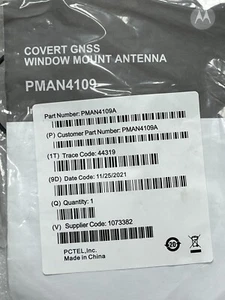 COVERT GNSS
WINDOW MOUNT ANTENNA
PMAN4109
Part Number: PMAN4109A
(P) Customer Part Number: PMAN4109A
(1T) Trace Code: 44319
(9D) Date Code: 11/25/2021
(Q) Quantity: 1
(V) Supplier Code: 1073382
PCTEL,Inc.
Made in China